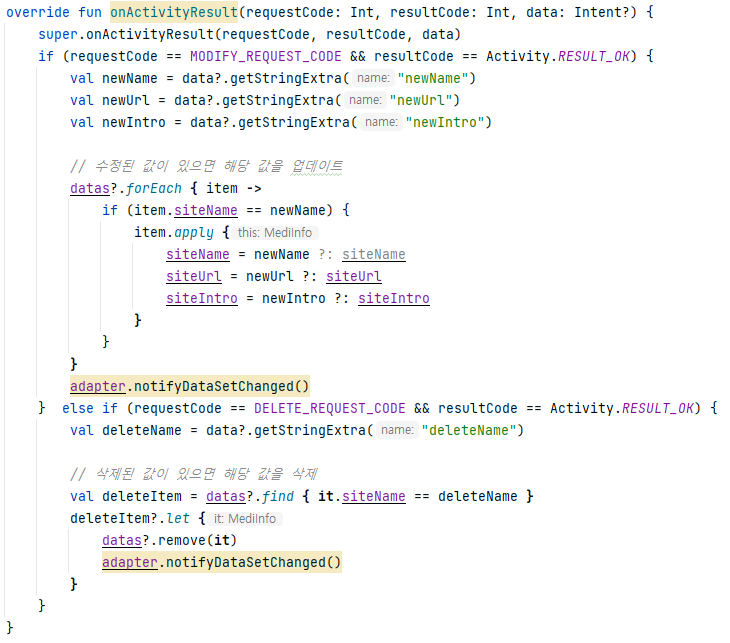 override fun onActivityResult(requestCode: Int, resultCode: Int, data: Intent?) {
    super.onActivityResult(requestCode, resultCode, data)
    if (requestCode == MODIFY_REQUEST_CODE && resultCode == Activity.RESULT_OK) {
        val newName = data?.getStringExtra( name: "newName")
        val newUrl = data?.getStringExtra( name: "newUrl")
        val newIntro = data?.getStringExtra( name: "newIntro")

        // 수정된 값이 있으면 해당 값을 업데이트
        datas?.forEach { item ->
            if (item.siteName == newName) {
                item.apply { this: MediInfo
                    siteName = newName ?: siteName
                    siteUrl = newUrl ?: siteUrl
                    siteIntro = newIntro ?: siteIntro
                }
            }
        }
        adapter.notifyDataSetChanged()
    } else if (requestCode == DELETE_REQUEST_CODE && resultCode == Activity.RESULT_OK) {
        val deleteName = data?.getStringExtra( name: "deleteName")

        // 삭제된 값이 있으면 해당 값을 삭제
        val deleteItem = datas?.find { it.siteName == deleteName }
        deleteItem?.let { it: MediInfo
            datas?.remove(it)
            adapter.notifyDataSetChanged()
        }
    }
}